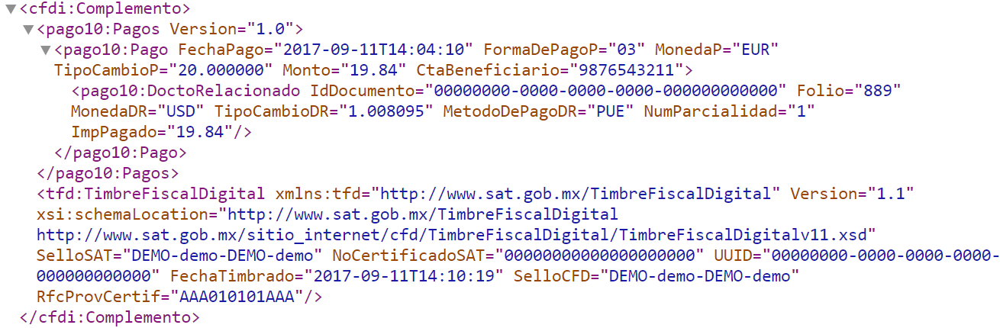 <cfdi:Complemento>
<pago10:Pagos Version="1.0">
<pago10:Pago FechaPago="2017-09-11T14:04:10" FormaDePagoP="03" MonedaP="EUR"
TipoCambioP="20.000000" Monto="19.84" CtaBeneficiario="9876543211">
<pago10:DoctoRelacionado IdDocumento="00000000-0000-0000-0000-000000000000" Folio="889"
MonedaDR="USD" TipoCambioDR="1.008095" MetodoDePagoDR="PUE" NumParcialidad="1"
ImpPagado="19.84"/>
</pago10:Pago>
</pago10:Pagos>
<tfd:TimbreFiscalDigital xmlns:tfd="http://www.sat.gob.mx/TimbreFiscalDigital" Version="1.1"
xsi:schemaLocation="http://www.sat.gob.mx/TimbreFiscalDigital
http://www.sat.gob.mx/sitio_internet/cfd/TimbreFiscalDigital/TimbreFiscalDigitalv11.xsd"
SelloSAT="DEMO-demo-DEMO-demo" NoCertificadoSAT="00000000000000000000" UUID="00000000-0000-0000-0000-
000000000000" FechaTimbrado="2017-09-11T14:10:19" SelloCFD="DEMO-demo-DEMO-demo"
RfcProvCertif="AAA010101AAA"/>
</cfdi:Complemento>